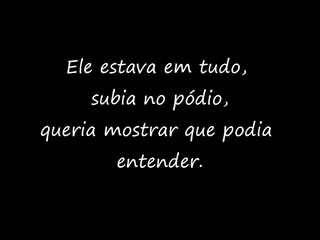 Ele estava em tudo,
subia no pódio,
queria mostrar que podia
entender.